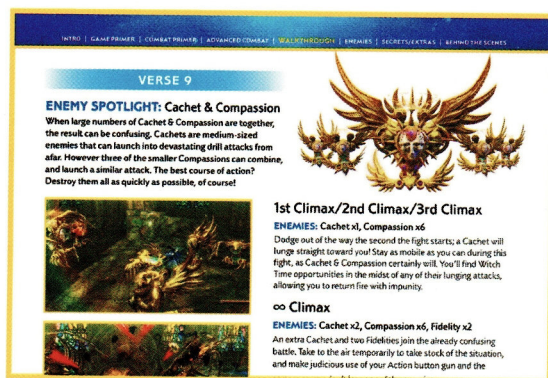 INTRO | GAME PRIMER | COMBAT PRIMER | ADVANCED COMBAT | WALKTHROUGH | ENEMIES | SECRETS/EXTRAS | BEHIND THE SCENES
VERSE 9
ENEMY SPOTLIGHT: Cachet & Compassion
When large numbers of Cachet & Compassion are together,
the result can be confusing. Cachets are medium-sized
enemies that can launch into devastating drill attacks from
afar. However three of the smaller Compassions can combine,
and launch a similar attack. The best course of action?
Destroy them all as quickly as possible, of course!
1st Climax/2nd Climax/3rd Climax
ENEMIES: Cachet x1, Compassion x6
Dodge out of the way the second the fight starts; a Cachet will
lunge straight toward you! Stay as mobile as you can during this
fight, as Cachet & Compassion certainly will. You'll find Witch
Time opportunities in the midst of any of their lunging attacks,
allowing you to return fire with impunity.
∞ Climax
ENEMIES: Cachet x2, Compassion x6, Fidelity x2
An extra Cachet and two Fidelities join the already confusing
battle. Take to the air temporarily to take stock of the situation,
and make judicious use of your Action button gun and the